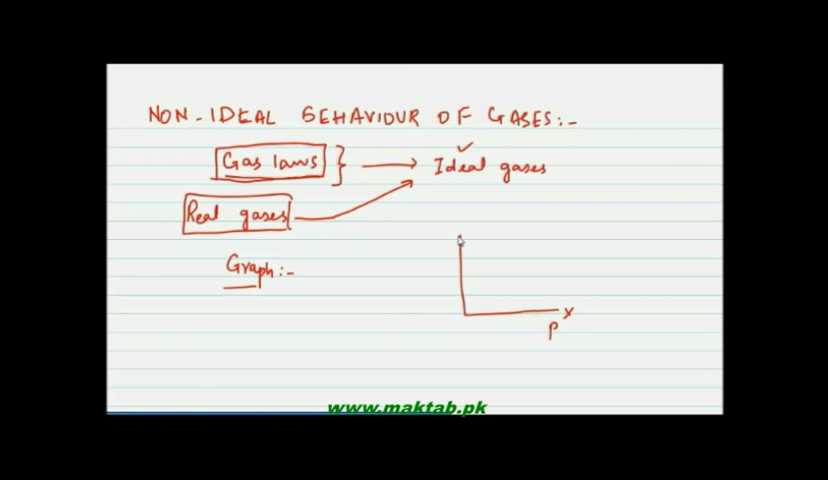 NON-IDEAL BEHAVIOUR OF GASES:-
Gas laws } → Ideal gases
Real gases
Graph:-
x
P
www.maktab.pk